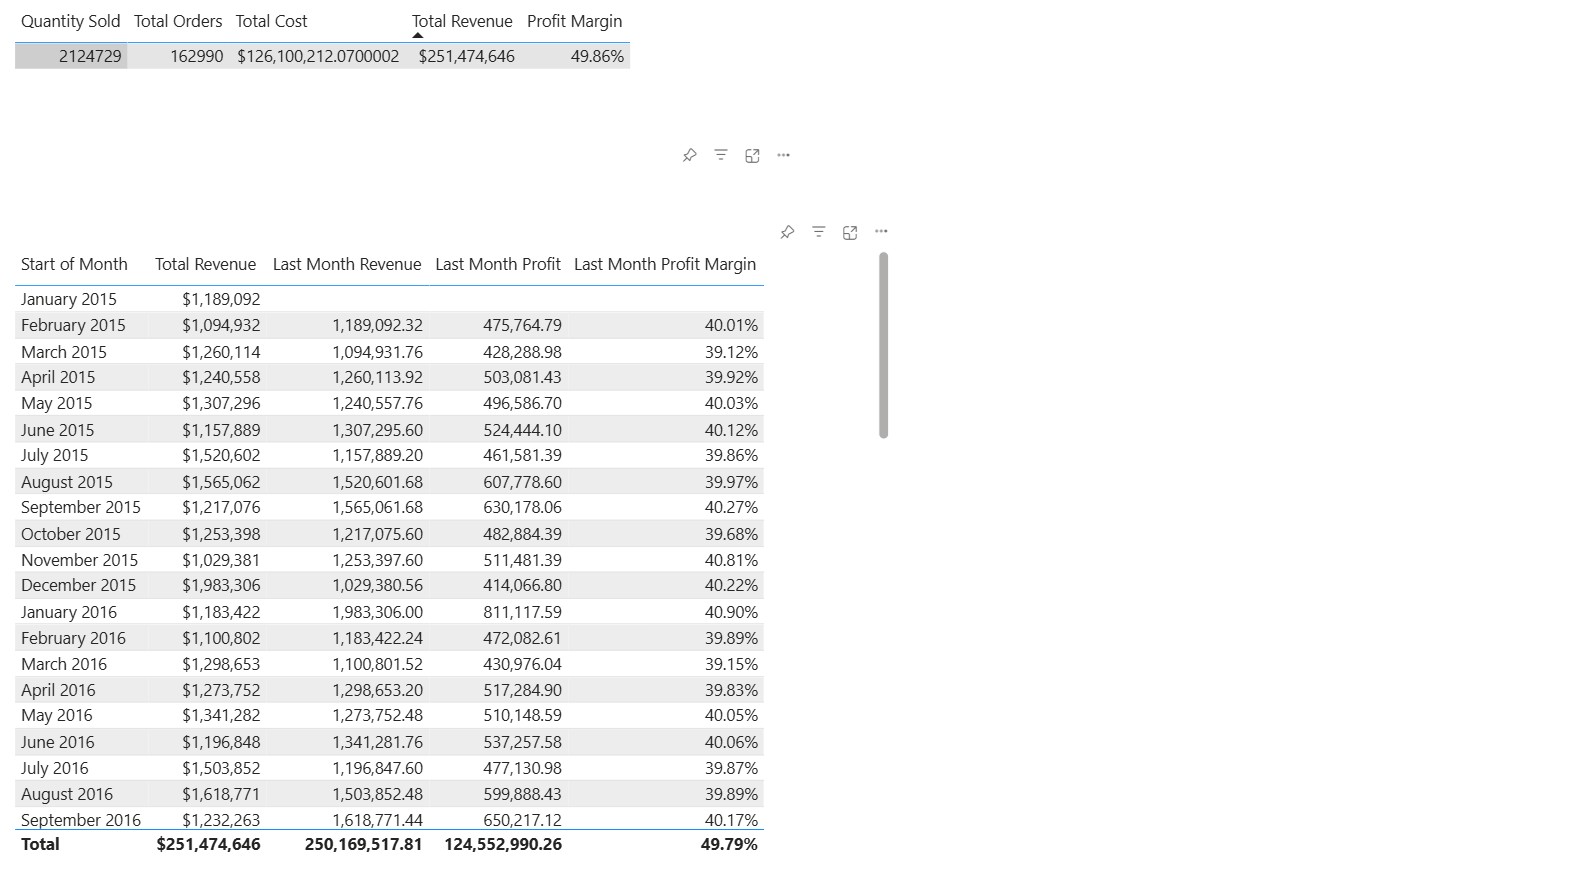 Quantity Sold Total Orders Total Cost Total Revenue Profit Margin
2124729 162990 $126,100,212.0700002 $251,474,646 49.86%
Start of Month Total Revenue Last Month Revenue Last Month Profit Last Month Profit Margin
January 2015 $1,189,092
February 2015 $1,094,932 1,189,092.32 475,764.79 40.01%
March 2015 $1,260,114 1,094,931.76 428,288.98 39.12%
April 2015 $1,240,558 1,260,113.92 503,081.43 39.92%
May 2015 $1,307,296 1,240,557.76 496,586.70 40.03%
June 2015 $1,157,889 1,307,295.60 524,444.10 40.12%
July 2015 $1,520,602 1,157,889.20 461,581.39 39.86%
August 2015 $1,565,062 1,520,601.68 607,778.60 39.97%
September 2015 $1,217,076 1,565,061.68 630,178.06 40.27%
October 2015 $1,253,398 1,217,075.60 482,884.39 39.68%
November 2015 $1,029,381 1,253,397.60 511,481.39 40.81%
December 2015 $1,983,306 1,029,380.56 414,066.80 40.22%
January 2016 $1,183,422 1,983,306.00 811,117.59 40.90%
February 2016 $1,100,802 1,183,422.24 472,082.61 39.89%
March 2016 $1,298,653 1,100,801.52 430,976.04 39.15%
April 2016 $1,273,752 1,298,653.20 517,284.90 39.83%
May 2016 $1,341,282 1,273,752.48 510,148.59 40.05%
June 2016 $1,196,848 1,341,281.76 537,257.58 40.06%
July 2016 $1,503,852 1,196,847.60 477,130.98 39.87%
August 2016 $1,618,771 1,503,852.48 599,888.43 39.89%
September 2016 $1,232,263 1,618,771.44 650,217.12 40.17%
Total $251,474,646 250,169,517.81 124,552,990.26 49.79%